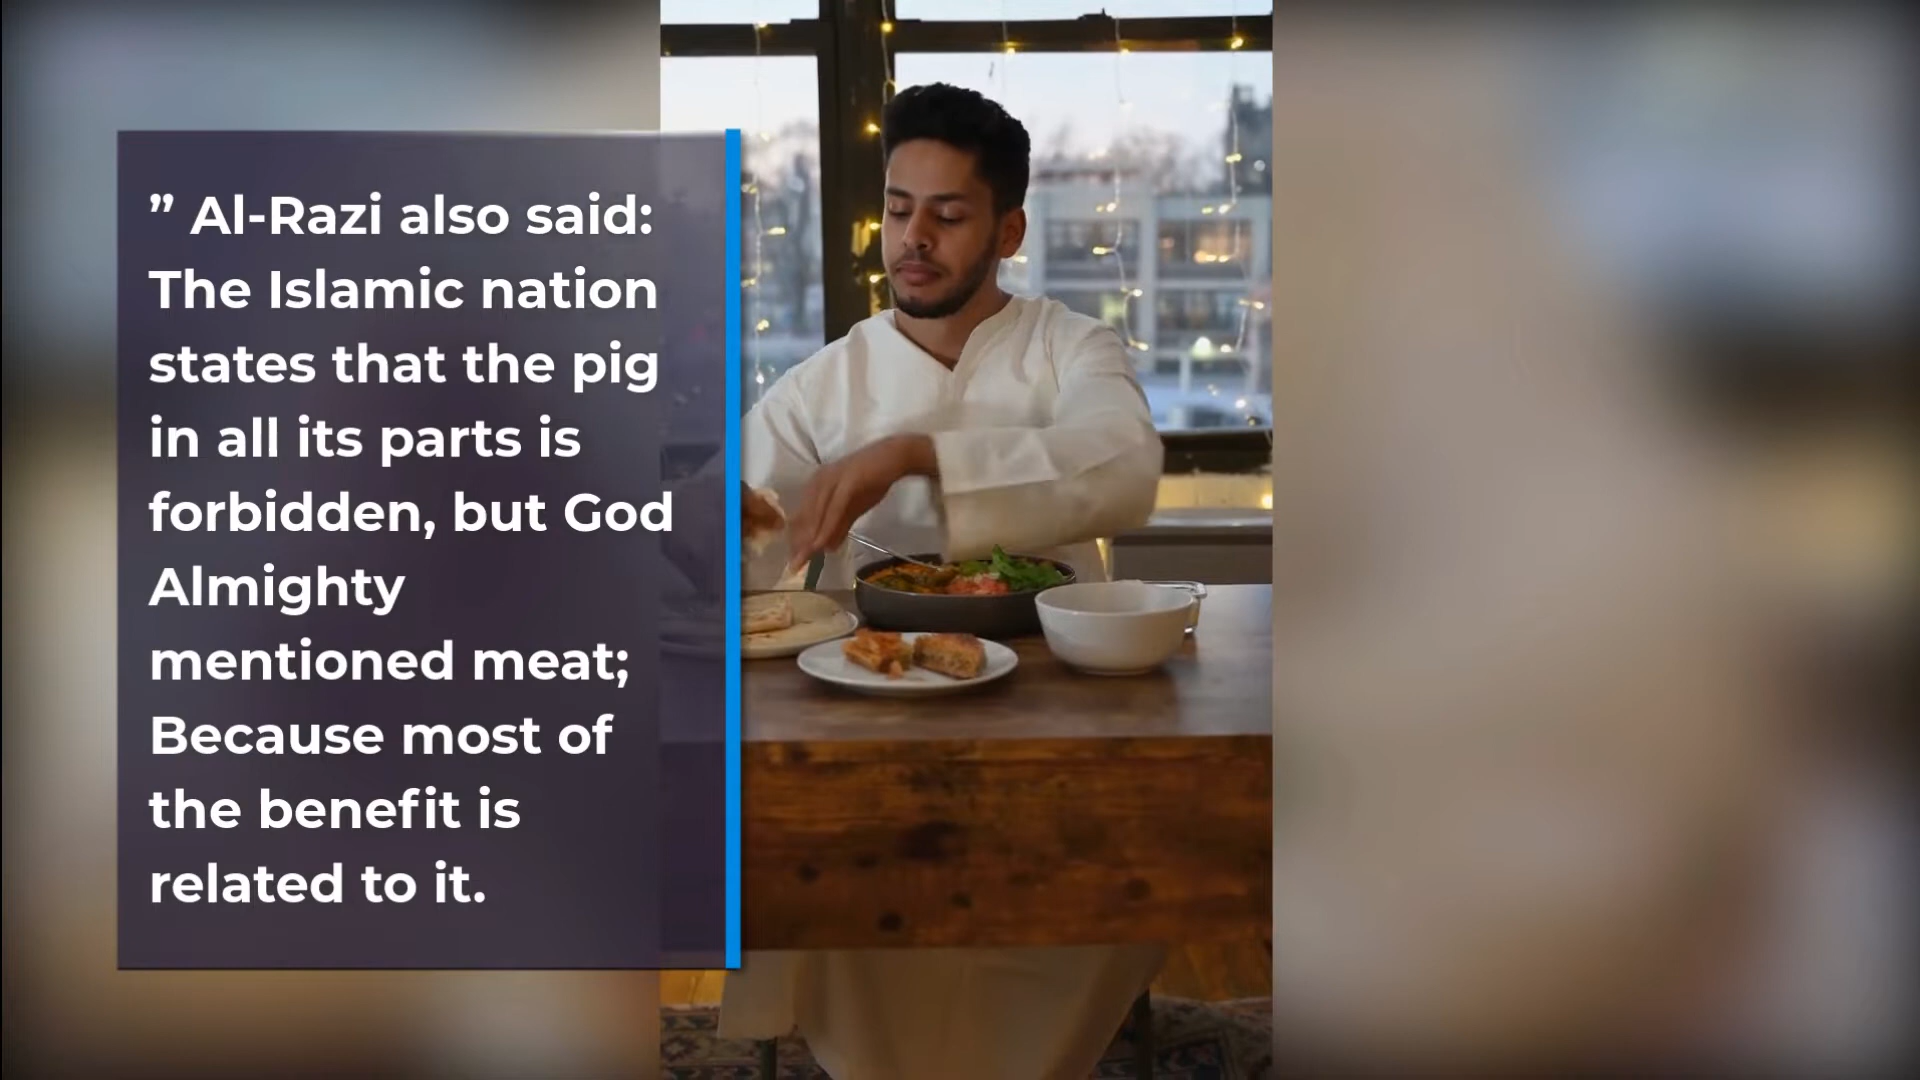 ” Al-Razi also said:
The Islamic nation
states that the pig
in all its parts is
forbidden, but God
Almighty
mentioned meat;
Because most of
the benefit is
related to it.